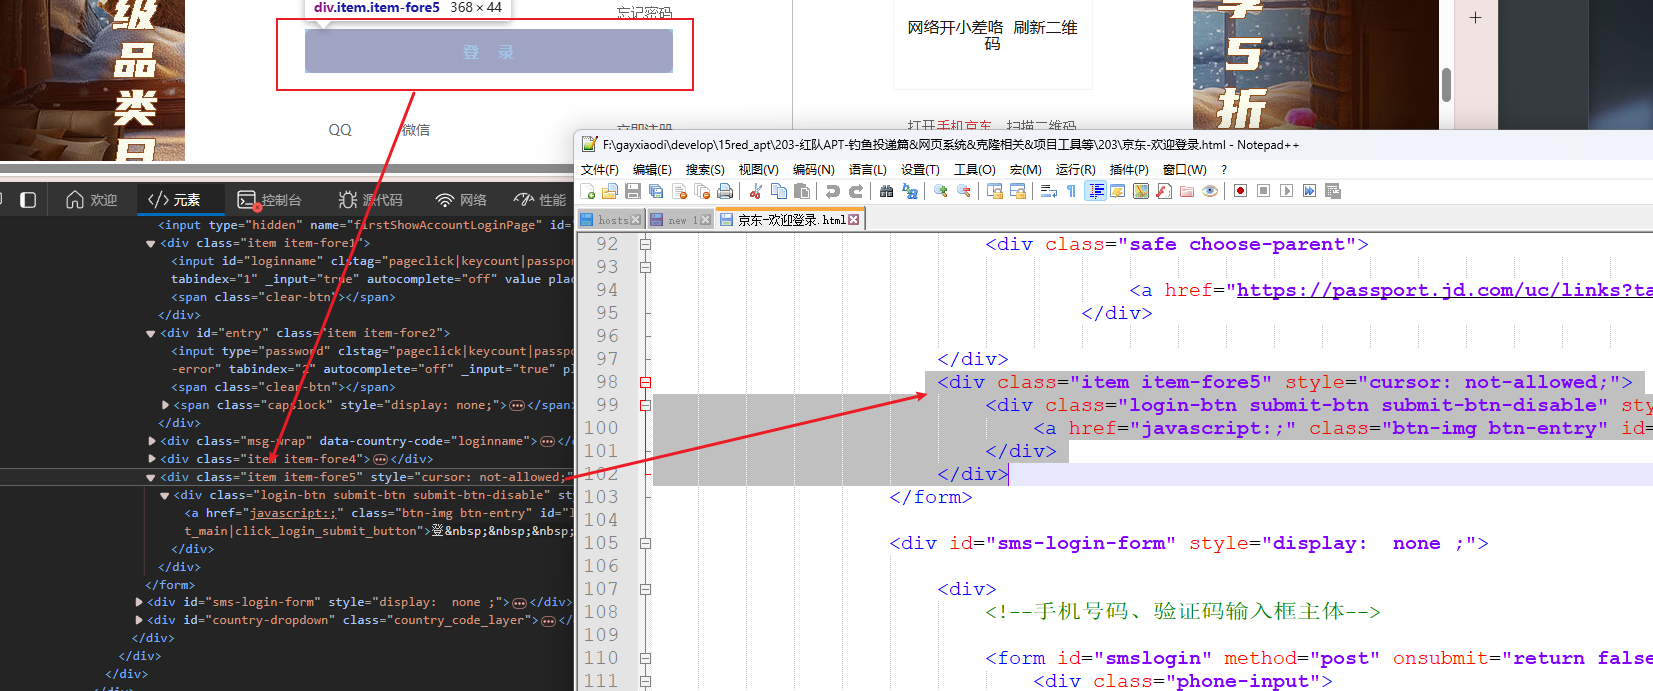 级
品
类
div.item.item-fore5 368 × 44
忘记密码
登 录
QQ
微信
立即注册
网络开小差咯 刷新二维
码
打开手机京东 扫描二维码
享
5
折
+
F:\gayxiaodi\develop\15red_apt\203-红队APT-钓鱼投递篇&网页系统&克隆相关&项目工具等\203\京东-欢迎登录.html - Notepad++
文件(F) 编辑(E) 搜索(S) 视图(V) 编码(N) 语言(L) 设置(T) 工具(O) 宏(M) 运行(R) 插件(P) 窗口(W) ?
hosts new 1 京东-欢迎登录.html
欢迎 </> 元素 控制台 源代码 网络 性能
<input type="hidden" name="firstShowAccountLoginPage" id=
<div class="item item-fore1">
<input id="loginname" clstag="pageclick|keycount|passpor
tabindex="1" _input="true" autocomplete="off" value plac
<span class="clear-btn"></span>
</div>
<div id="entry" class="item item-fore2">
<input type="password" clstag="pageclick|keycount|passpo
-error" tabindex="2" autocomplete="off" _input="true" pl
<span class="clear-btn"></span>
<span class="capslock" style="display: none;"></span>
</div>
<div class="msg-wrap" data-country-code="loginname"></
<div class="item item-fore4"></div>
<div class="item item-fore5" style="cursor: not-allowed;"
<div class="login-btn submit-btn submit-btn-disable" st
<a href="javascript:;" class="btn-img btn-entry" id="l
t_main|click_login_submit_button">登&nbsp;&nbsp;&nbsp;
</div>
</div>
</form>
<div id="sms-login-form" style="display:  none ;"></div>
<div id="country-dropdown" class="country_code_layer"></
</div>
</div>
</div>
92 <div class="safe choose-parent">
93
94 <a href="https://passport.jd.com/uc/links?ta
95 </div>
96
97 </div>
98 <div class="item item-fore5" style="cursor: not-allowed;">
99 <div class="login-btn submit-btn submit-btn-disable" sty
100 <a href="javascript:;" class="btn-img btn-entry" id=
101 </div>
102 </div>
103 </form>
104
105 <div id="sms-login-form" style="display:  none ;">
106
107 <div>
108 <!--手机号码、验证码输入框主体-->
109
110 <form id="smslogin" method="post" onsubmit="return false
111 <div class="phone-input">